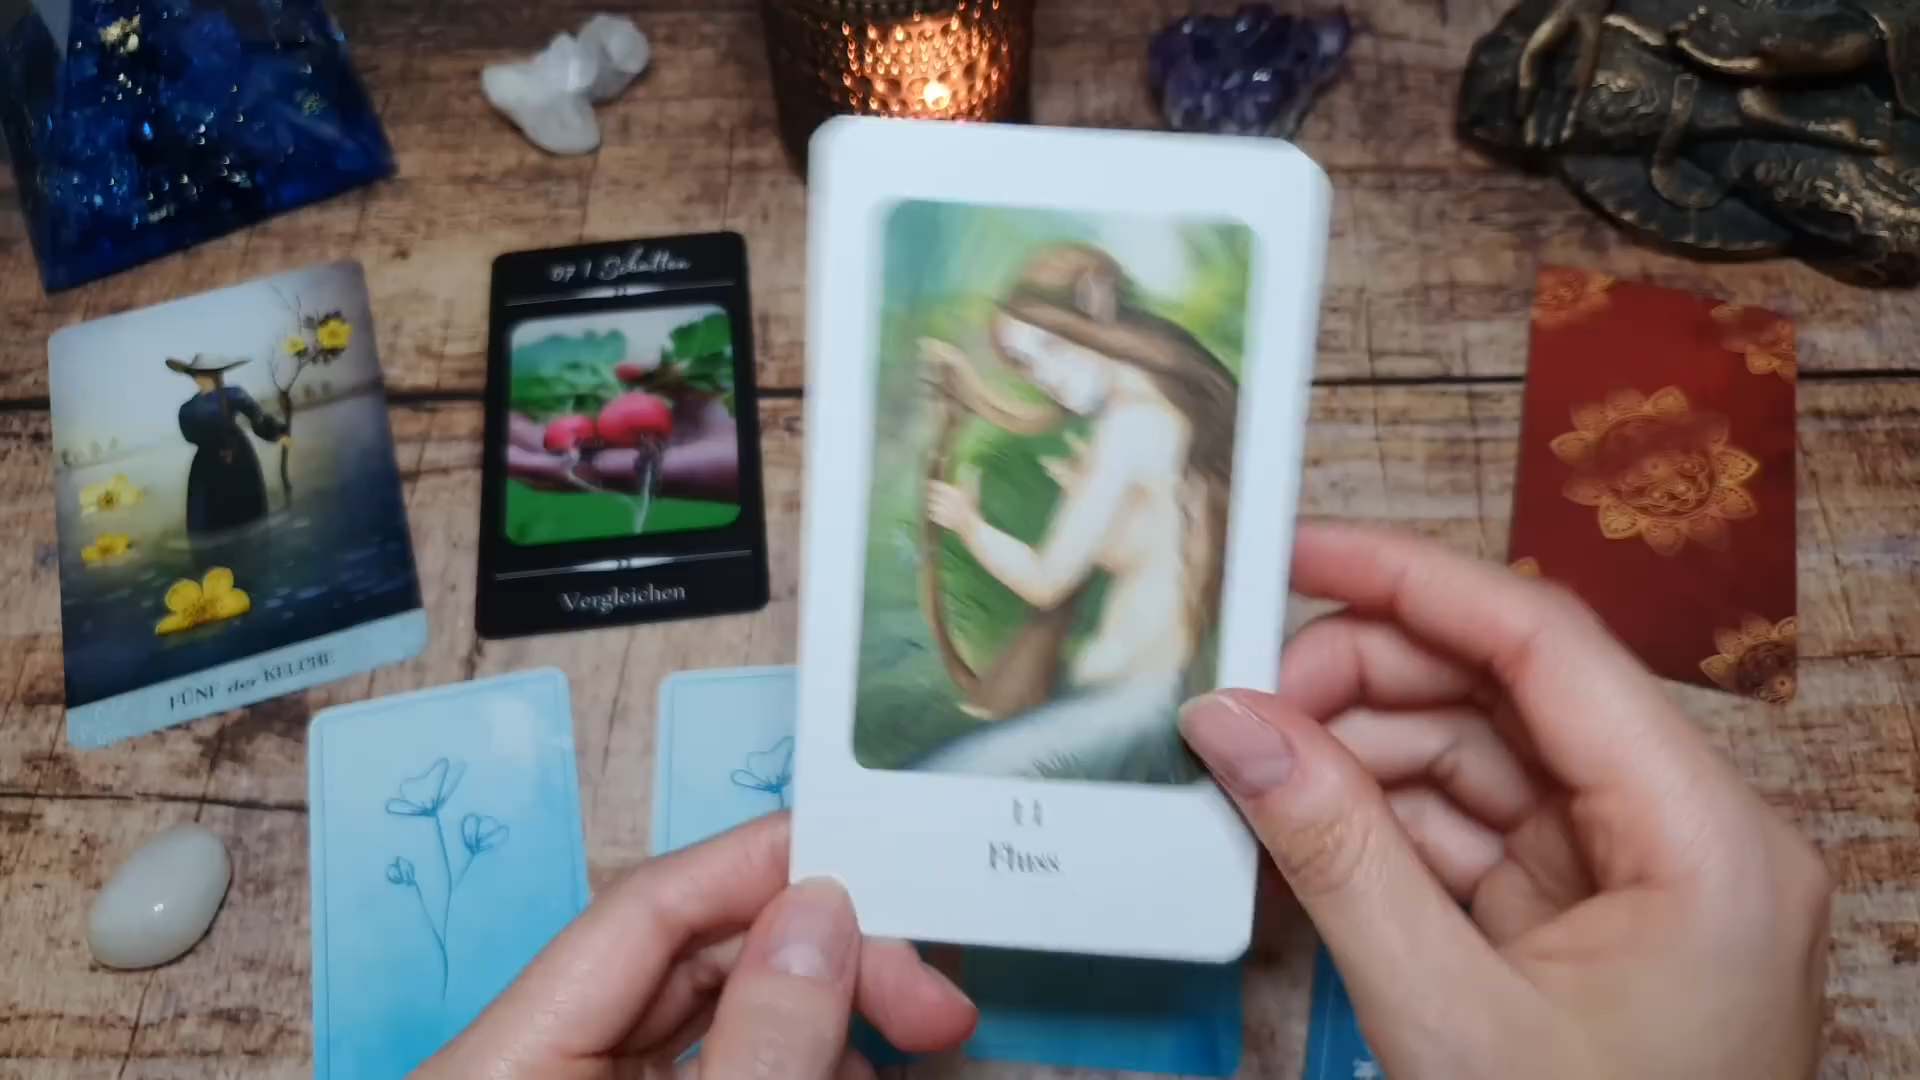 07 | Schatten
Vergleichen
FÜNF der KELCHE
11
Fluss